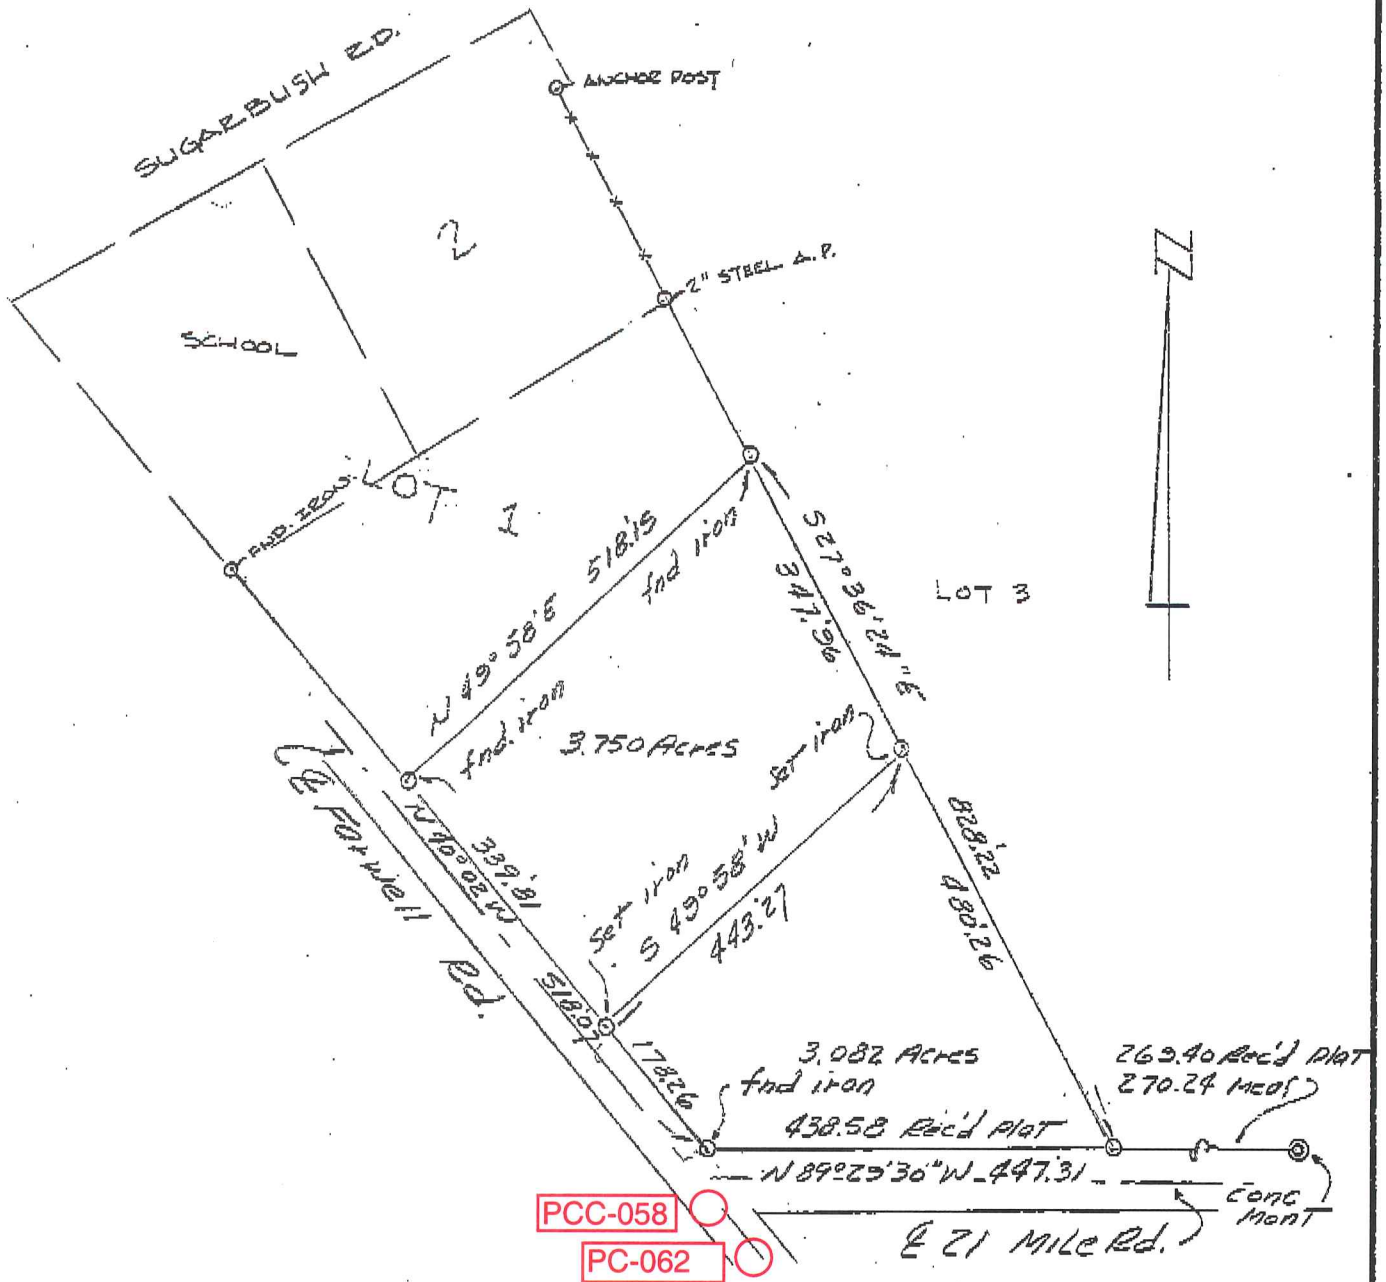 SUGARBUSH RD.
ANCHOR POST
2
2" STEEL A.P.
SCHOOL
N
FND. IRON
LOT 1
N 49° 58' E 518.15
fnd iron
S 27° 36' 24" E
347.96
LOT 3
fnd. iron
3.750 Acres
Set iron
℄ Farwell Rd.
N 40° 02 W
339.81
Set iron
S 49° 58' W
443.27
828.22
480.26
518.07
178.26
3.082 Acres
fnd iron
269.40 Rec'd Plat
270.24 Meas
438.58 Rec'd Plat
N 89° 29' 30" W 447.31
Conc
Mont
PCC-058
℄ 21 Mile Rd.
PC-062